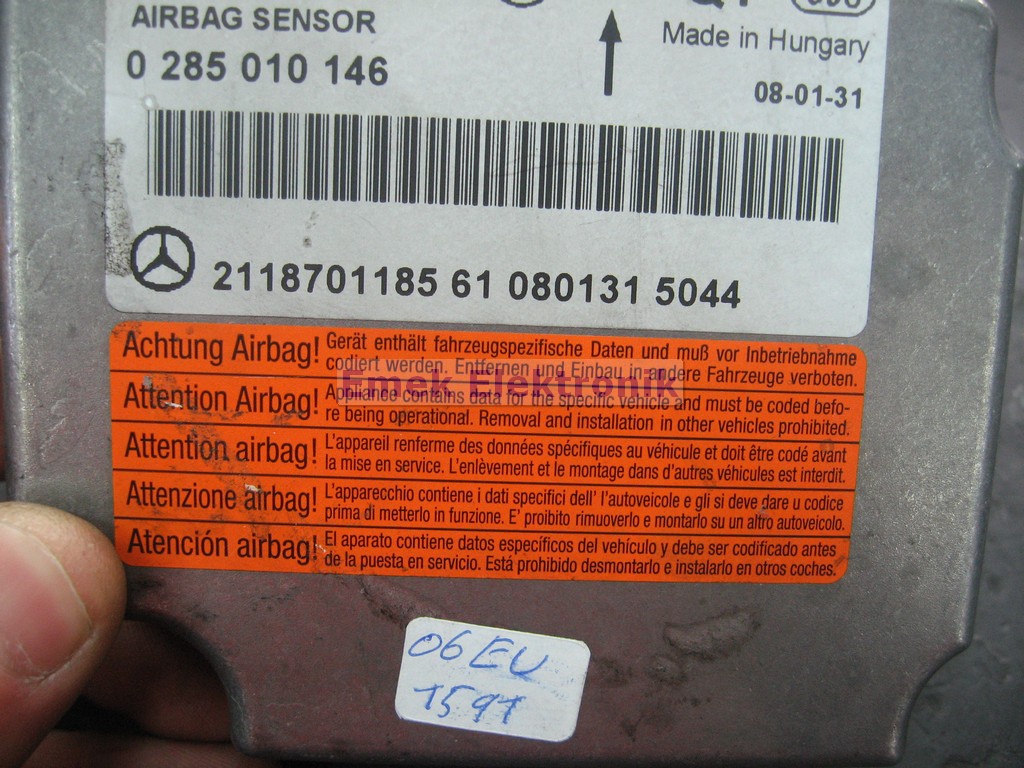 AIRBAG SENSOR
0 285 010 146
Made in Hungary
08-01-31
2118701185 61 080131 5044
Achtung Airbag! Gerät enthält fahrzeugspezifische Daten und muß vor Inbetriebnahme
codiert werden. Entfernen und Einbau in andere Fahrzeuge verboten.
Emek Elektronik
Attention Airbag! Appliance contains data for the specific vehicle and must be coded befo-
re being operational. Removal and installation in other vehicles prohibited.
Attention airbag! L'appareil renferme des données spécifiques au véhicule et doit être codé avant
la mise en service. L'enlèvement et le montage dans d'autres véhicules est interdit.
Attenzione airbag! L'apparecchio contiene i dati specifici dell' l'autoveicole e gli si deve dare u codice
prima di metterlo in funzione. E' proibito rimuoverlo e montarlo su un altro autoveicolo.
Atención airbag! El aparato contiene datos específicos del vehículo y debe ser codificado antes
de la puesta en servicio. Está prohibido desmontarlo e instalarlo en otros coches.
06EU
1591